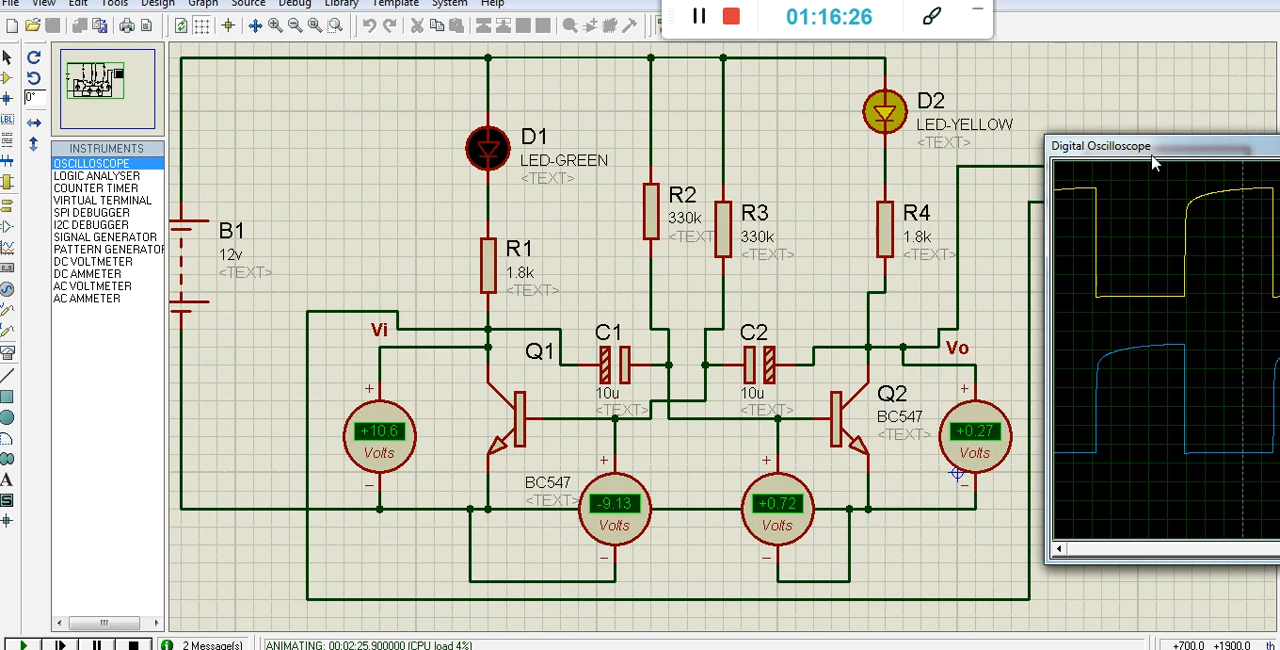 File View Edit Tools Design Graph Source Debug Library Template System Help
01:16:26
0°
LBL
A
INSTRUMENTS
OSCILLOSCOPE
LOGIC ANALYSER
COUNTER TIMER
VIRTUAL TERMINAL
SPI DEBUGGER
I2C DEBUGGER
SIGNAL GENERATOR
PATTERN GENERATOR
DC VOLTMETER
DC AMMETER
AC VOLTMETER
AC AMMETER
B1
12v
<TEXT>
D1
LED-GREEN
<TEXT>
R1
1.8k
<TEXT>
R2
330k
<TEXT
R3
330k
<TEXT>
D2
LED-YELLOW
<TEXT>
R4
1.8k
<TEXT>
Vi
Q1
BC547
<TEXT>
C1
10u
<TEXT>
C2
10u
<TEXT>
Vo
Q2
BC547
<TEXT>
+
+10.6
Volts
−
+
-9.13
Volts
−
+
+0.72
Volts
−
+
+0.27
Volts
−
Digital Oscilloscope
2 Message(s)
ANIMATING: 00:02:25.900000 (CPU load 4%)
+700.0 +1900.0 th